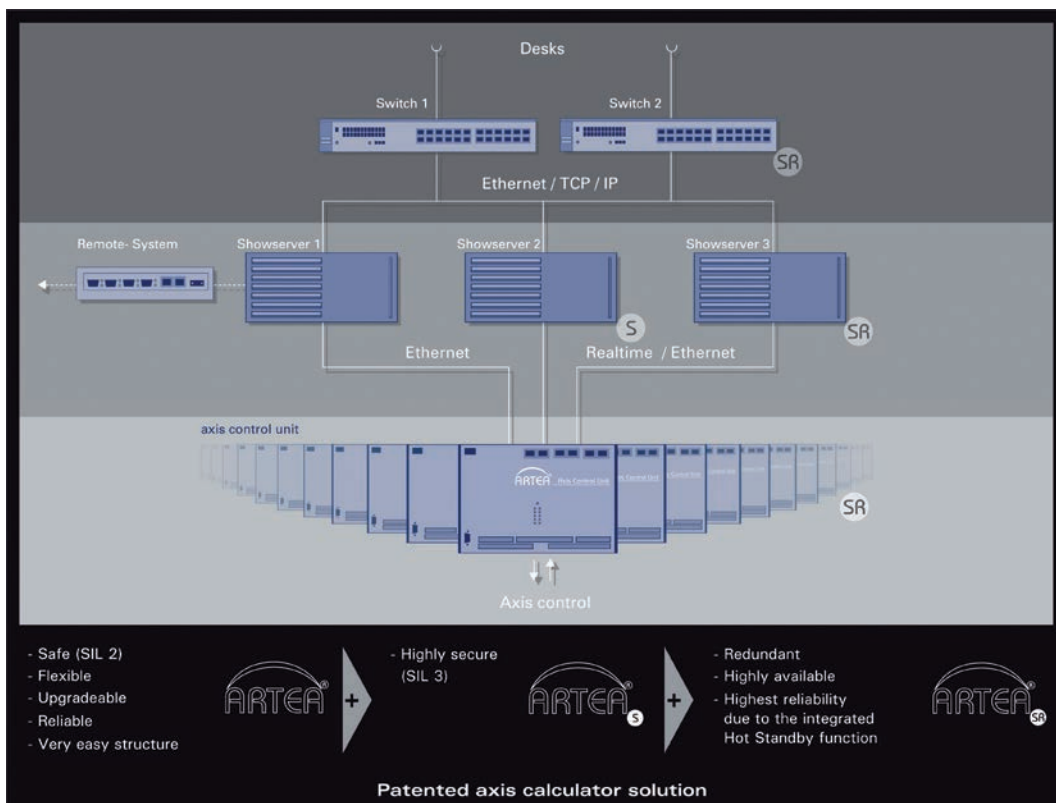 Desks
Switch 1
Switch 2
SR
Ethernet / TCP / IP
Remote- System
Showserver 1
Showserver 2
Showserver 3
S
SR
Ethernet
Realtime / Ethernet
axis control unit
ARTEA® Axis Control Unit
SR
Axis control
- Safe (SIL 2)
- Flexible
- Upgradeable
- Reliable
- Very easy structure
ARTEA®
+
- Highly secure
(SIL 3)
ARTEA® S
+
- Redundant
- Highly available
- Highest reliability
due to the integrated
Hot Standby function
ARTEA® SR
Patented axis calculator solution